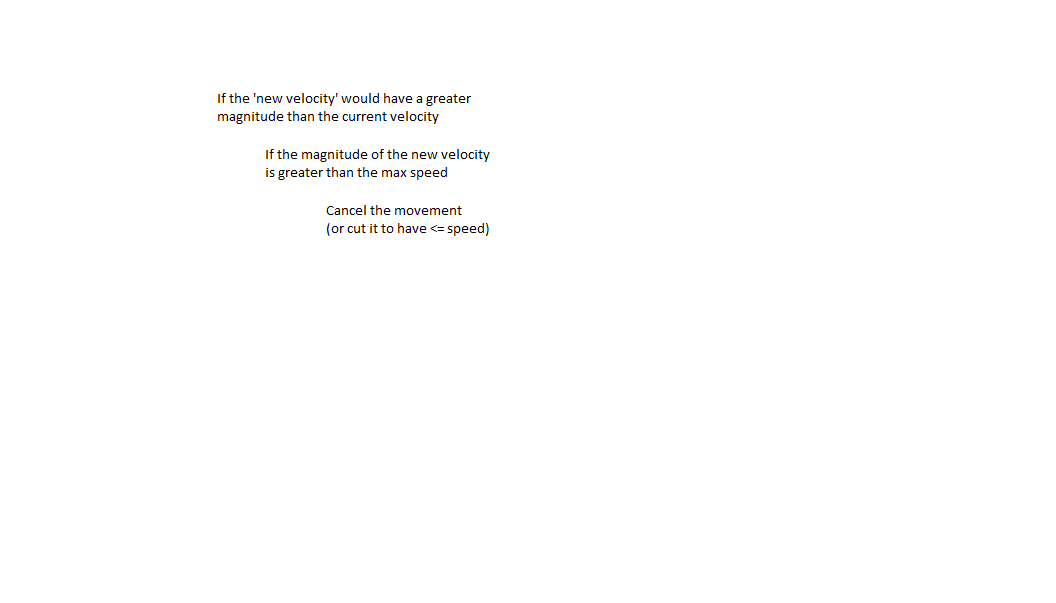 If the 'new velocity' would have a greater
magnitude than the current velocity
If the magnitude of the new velocity
is greater than the max speed
Cancel the movement
(or cut it to have <= speed)